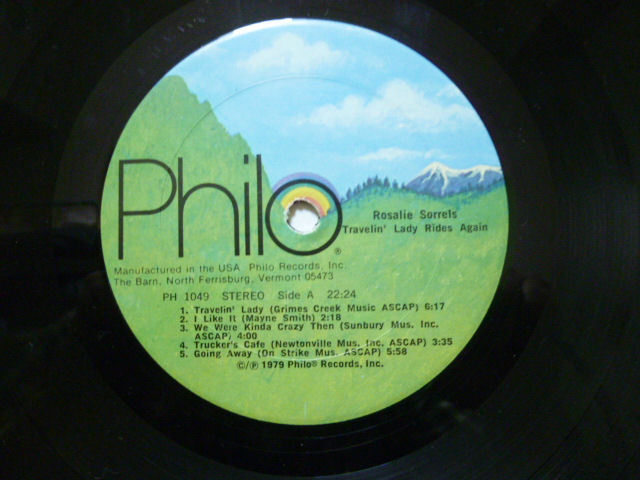 Philo®
Rosalie Sorrels
Travelin' Lady Rides Again
Manufactured in the USA Philo Records, Inc.
The Barn, North Ferrisburg, Vermont 05473
PH 1049 STEREO Side A 22:24
1. Travelin' Lady (Grimes Creek Music ASCAP) 6:17
2. I Like It (Mayne Smith) 2:18
3. We Were Kinda Crazy Then (Sunbury Mus. Inc.
ASCAP) 4:00
4. Trucker's Cafe (Newtonville Mus. Inc. ASCAP) 3:35
5. Going Away (On Strike Mus. ASCAP) 5:58
©/℗ 1979 Philo® Records, Inc.